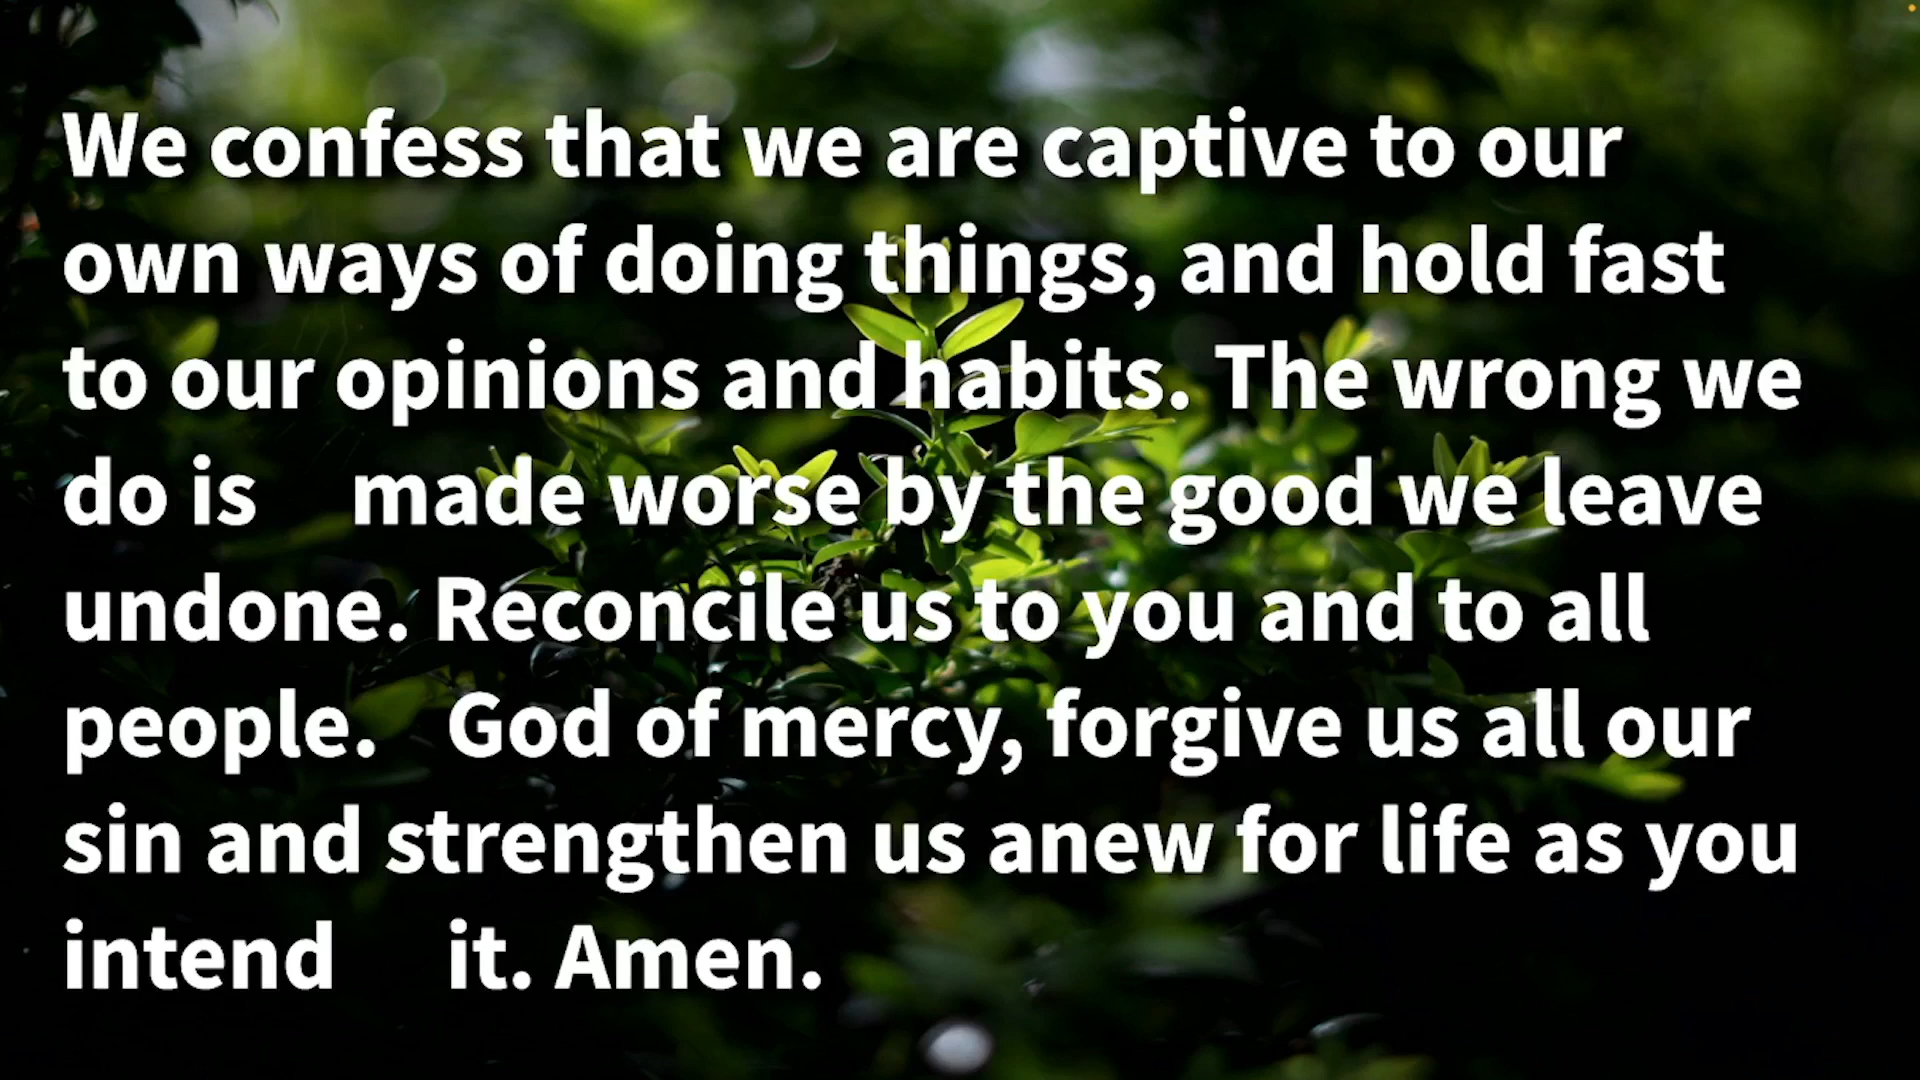 We confess that we are captive to our
own ways of doing things, and hold fast
to our opinions and habits. The wrong we
do is made worse by the good we leave
undone. Reconcile us to you and to all
people. God of mercy, forgive us all our
sin and strengthen us anew for life as you
intend it. Amen.